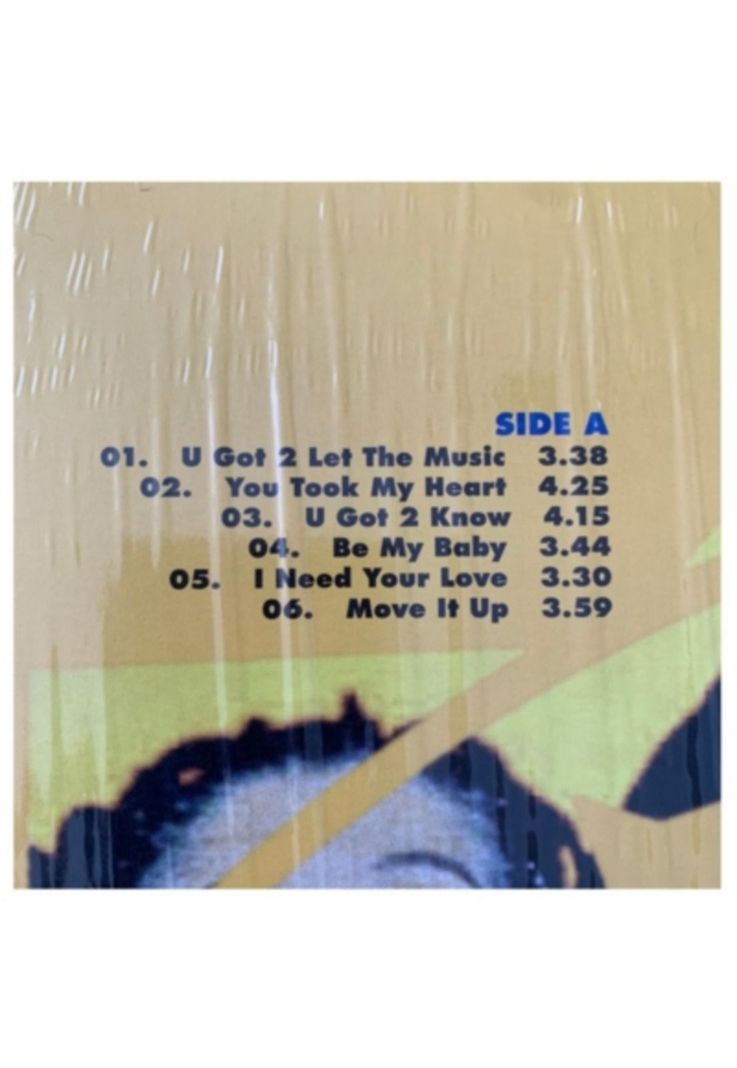 SIDE A
01. U Got 2 Let The Music 3.38
02. You Took My Heart 4.25
03. U Got 2 Know 4.15
04. Be My Baby 3.44
05. I Need Your Love 3.30
06. Move It Up 3.59